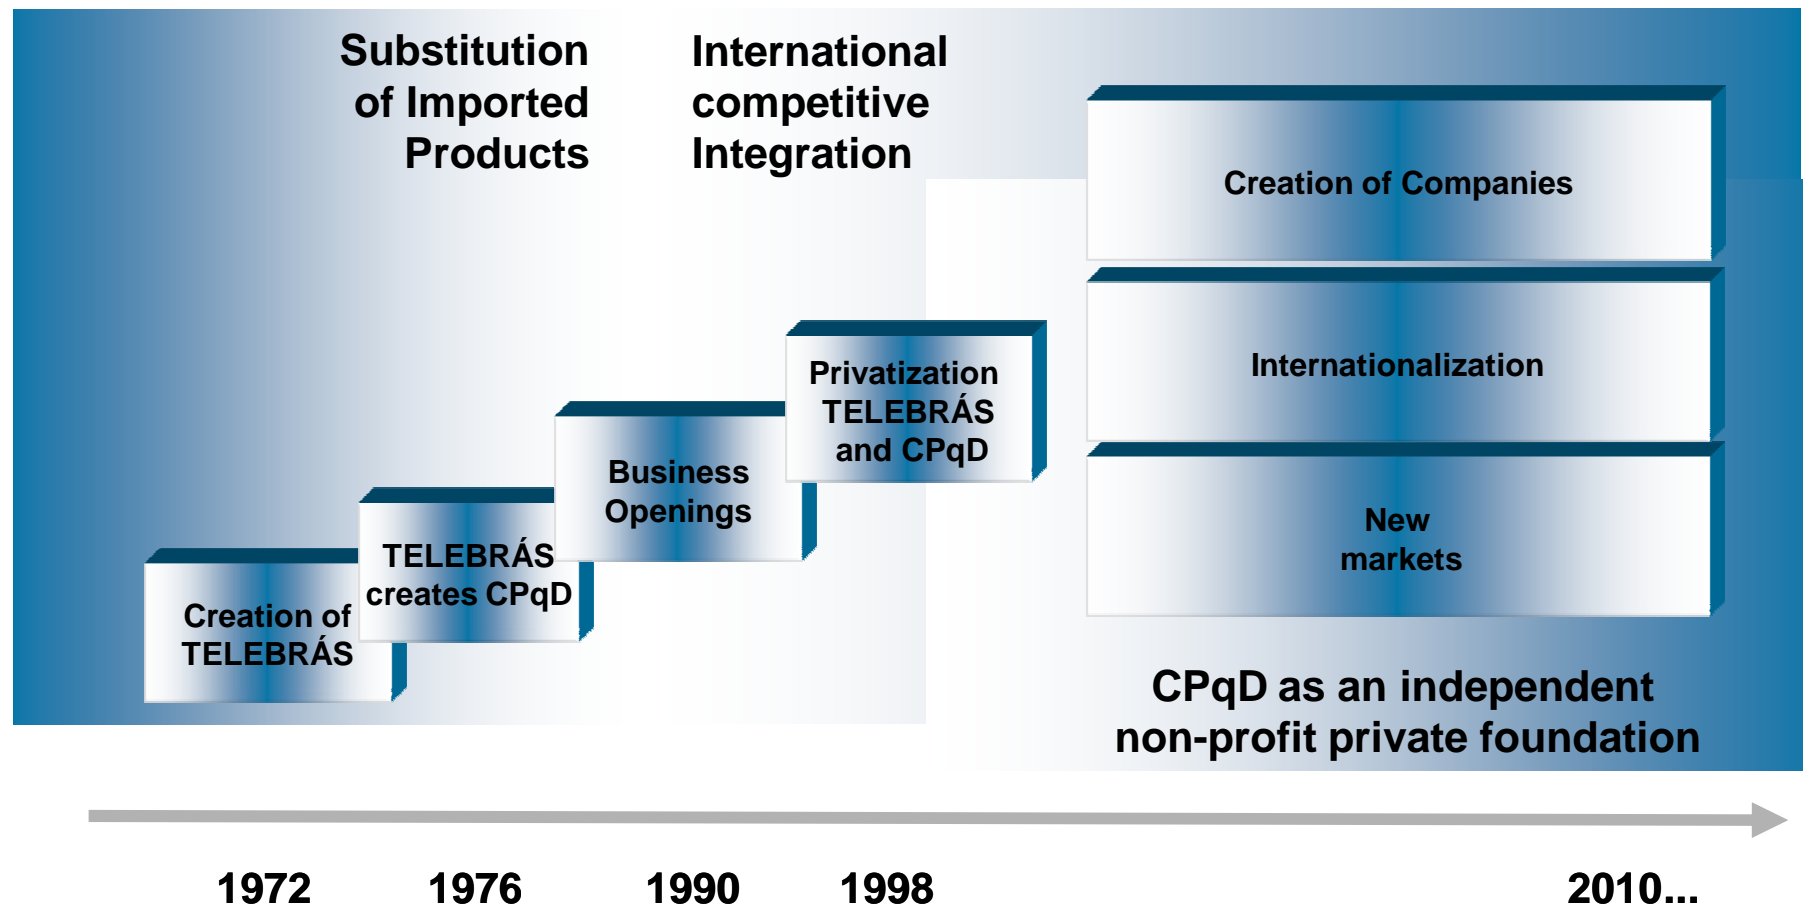 Substitution
of Imported
Products
International
competitive
Integration
Creation of Companies
Internationalization
New
markets
Privatization
TELEBRÁS
and CPqD
Business
Openings
TELEBRÁS
creates CPqD
Creation of
TELEBRÁS
CPqD as an independent
non-profit private foundation
1972
1976
1990
1998
2010...